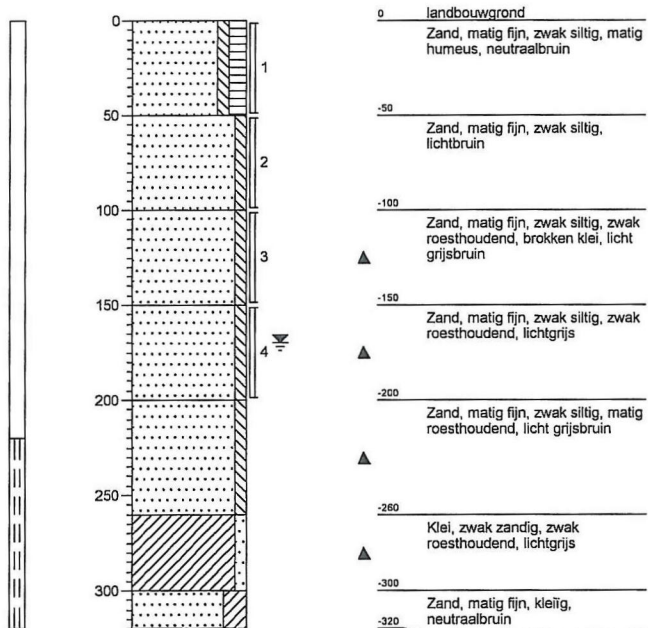 0
50
100
150
200
250
300
1
2
3
4
0 landbouwgrond
Zand, matig fijn, zwak siltig, matig
humeus, neutraalbruin
-50
Zand, matig fijn, zwak siltig,
lichtbruin
-100
Zand, matig fijn, zwak siltig, zwak
roesthoudend, brokken klei, licht
grijsbruin
-150
Zand, matig fijn, zwak siltig, zwak
roesthoudend, lichtgrijs
-200
Zand, matig fijn, zwak siltig, matig
roesthoudend, licht grijsbruin
-260
Klei, zwak zandig, zwak
roesthoudend, lichtgrijs
-300
Zand, matig fijn, kleiïg,
neutraalbruin
-320